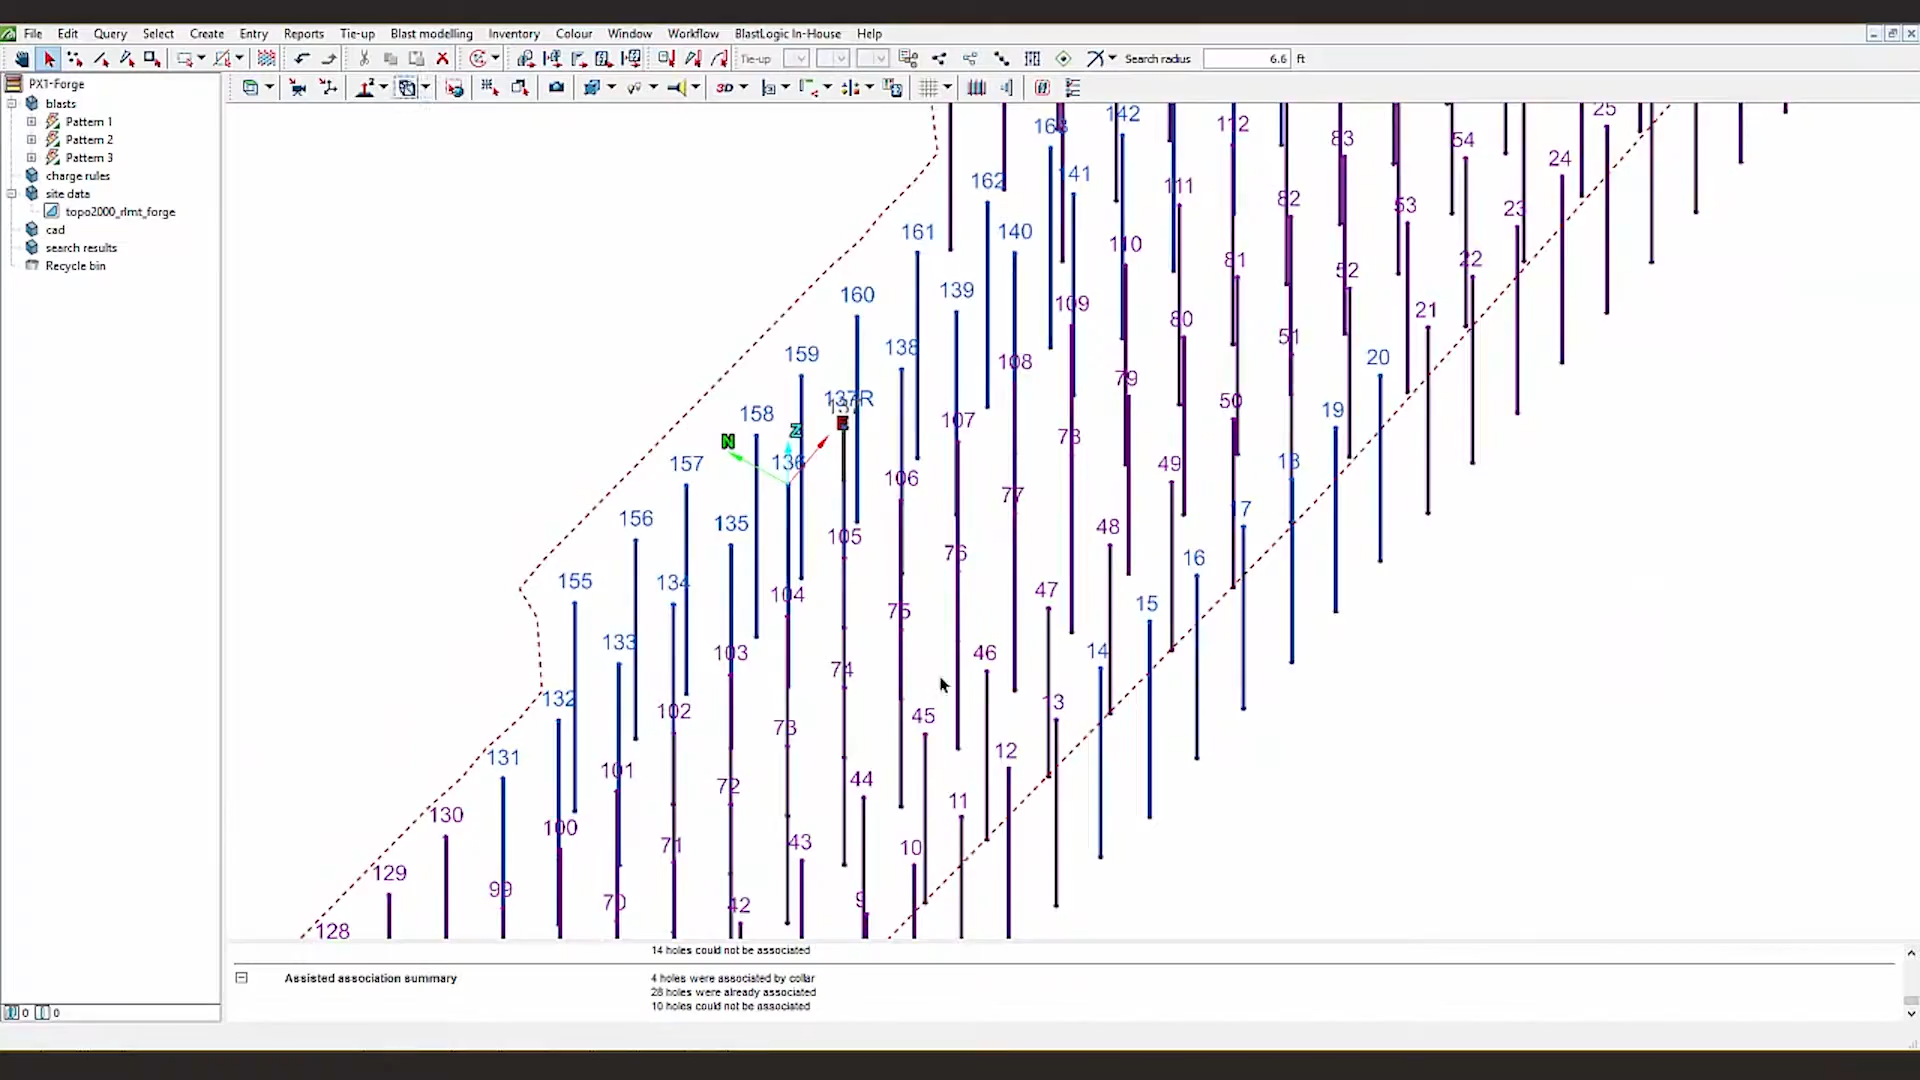 File Edit Query Select Create Entry Reports Tie-up Blast modelling Inventory Colour Window Workflow BlastLogic In-House Help
Tie-up Search radius 6.6 ft
PX1-Forge
blasts
Pattern 1
Pattern 2
Pattern 3
charge rules
site data
topo2000_rlmt_forge
cad
search results
Recycle bin
3D
0 0
25
142
163 112
83 54
24
141
162 111
82 53 23
161 140 110
81 22
52
160 139 109
21
80
51
159 138 108 20
79
137R
50 19
158 107
N Z E
78
157 136 106 49 18
77
156 135 105 48 17
76
16
155 134 104 47 15
75
133 103 46 14
74
132 102 45 13
73
131 101 12
72 44
11
130 100 10
71 43
129 99 9
70 42
128
14 holes could not be associated
Assisted association summary 4 holes were associated by collar
28 holes were already associated
10 holes could not be associated